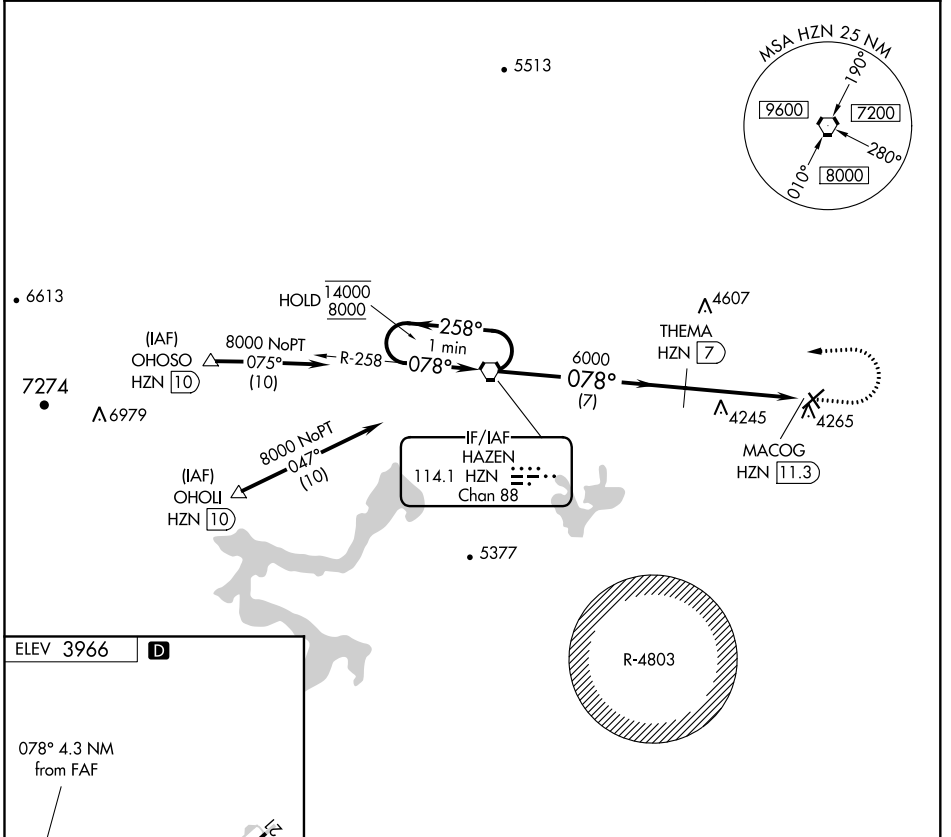 MSA HZN 25 NM
190°
9600
7200
280°
010°
8000
5513
6613
HOLD 14000
8000
258°
1 min
078°
R-258
(IAF)
OHOSO
HZN 10
8000 NoPT
075°
(10)
7274
6979
6000
078°
(7)
THEMA
HZN 7
4607
4245
4265
MACOG
HZN 11.3
(IAF)
OHOLI
HZN 10
8000 NoPT
047°
(10)
IF/IAF
HAZEN
114.1 HZN
Chan 88
5377
R-4803
ELEV 3966 D
078° 4.3 NM
from FAF
21